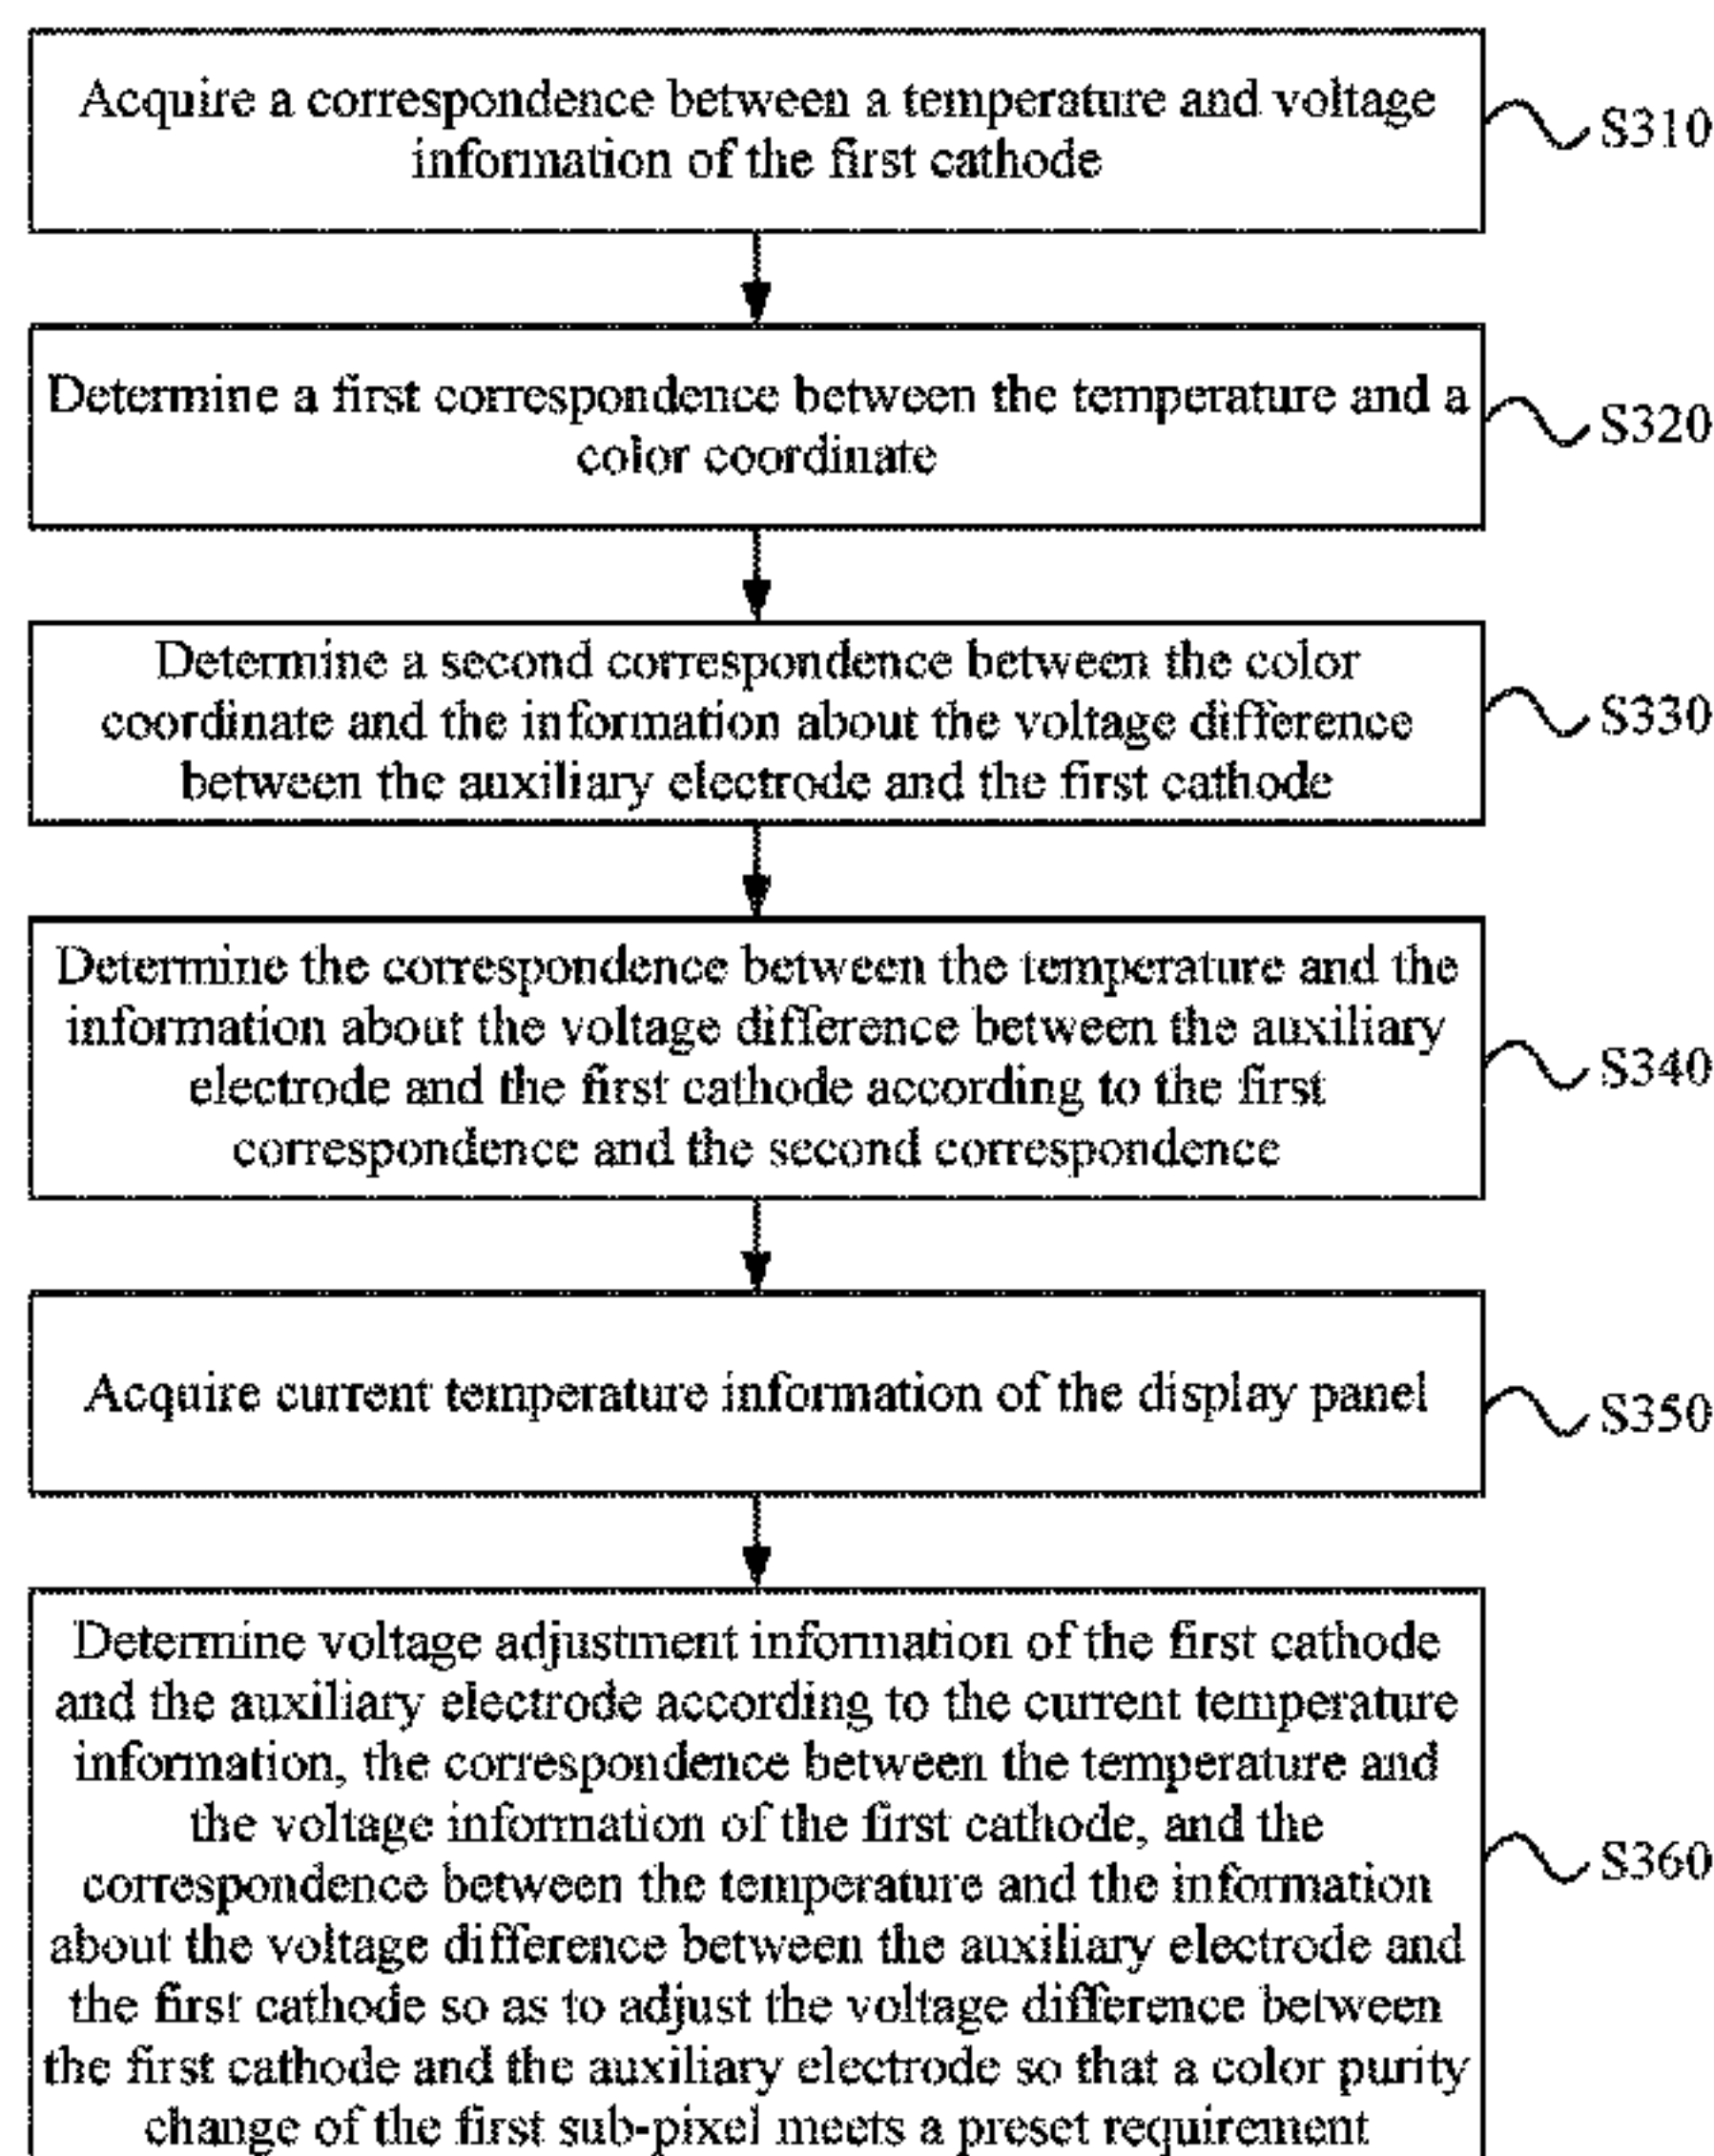 Acquire a correspondence between a temperature and voltage
information of the first cathode
S310
Determine a first correspondence between the temperature and a
color coordinate
S320
Determine a second correspondence between the color
coordinate and the information about the voltage difference
between the auxiliary electrode and the first cathode
S330
Determine the correspondence between the temperature and the
information about the voltage difference between the auxiliary
electrode and the first cathode according to the first
correspondence and the second correspondence
S340
Acquire current temperature information of the display panel
S350
Determine voltage adjustment information of the first cathode
and the auxiliary electrode according to the current temperature
information, the correspondence between the temperature and
the voltage information of the first cathode, and the
correspondence between the temperature and the information
about the voltage difference between the auxiliary electrode and
the first cathode so as to adjust the voltage difference between
the first cathode and the auxiliary electrode so that a color purity
change of the first sub-pixel meets a preset requirement
S360